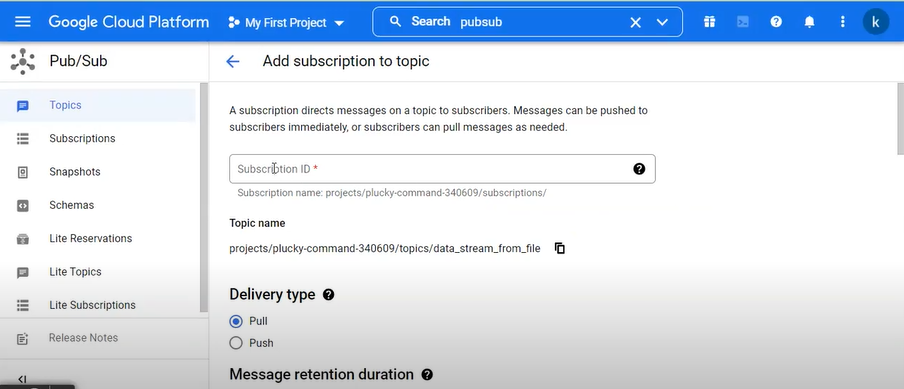 Google Cloud Platform
My First Project
Search pubsub
k
Pub/Sub
Add subscription to topic
Topics
Subscriptions
Snapshots
Schemas
Lite Reservations
Lite Topics
Lite Subscriptions
Release Notes
A subscription directs messages on a topic to subscribers. Messages can be pushed to
subscribers immediately, or subscribers can pull messages as needed.
Subscription ID *
Subscription name: projects/plucky-command-340609/subscriptions/
Topic name
projects/plucky-command-340609/topics/data_stream_from_file
Delivery type
Pull
Push
Message retention duration